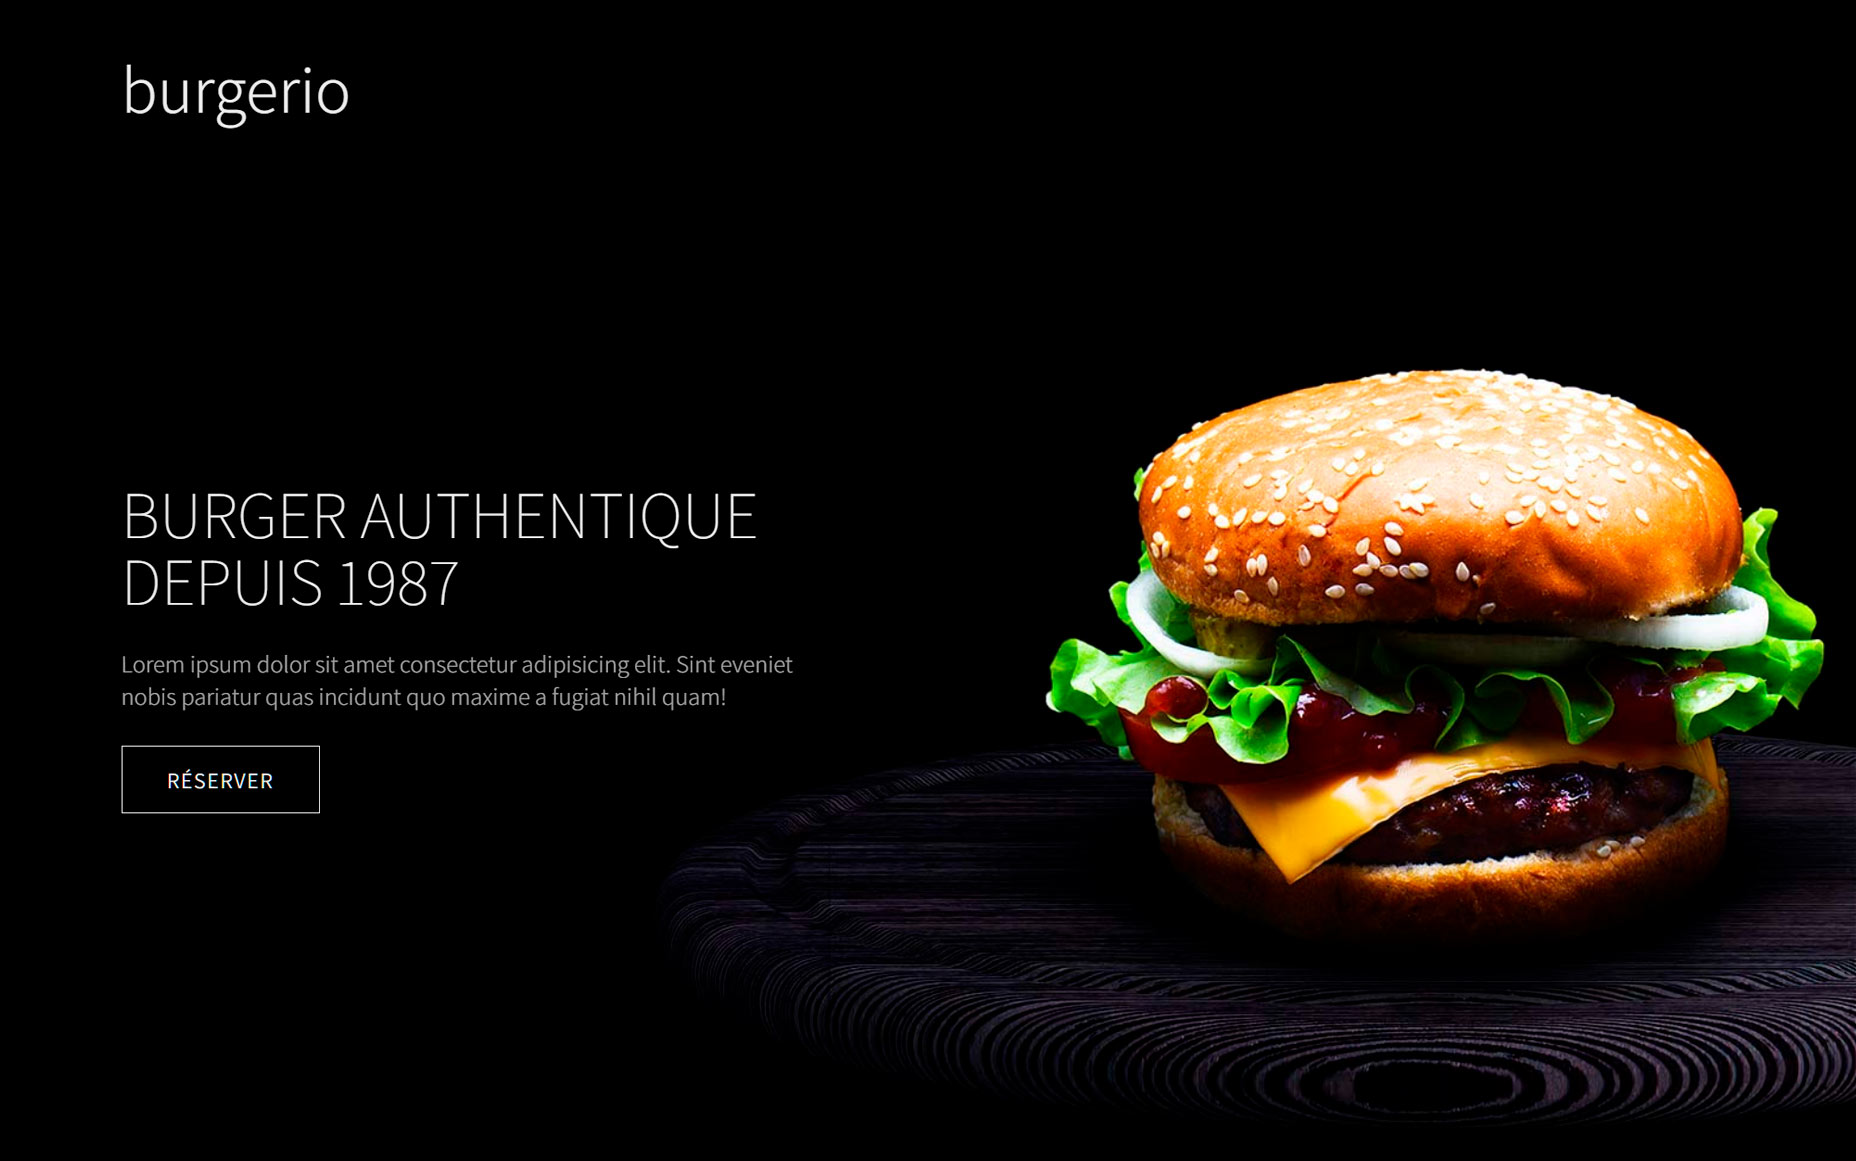 burgerio
BURGER AUTHENTIQUE
DEPUIS 1987
Lorem ipsum dolor sit amet consectetur adipisicing elit. Sint eveniet
nobis pariatur quas incidunt quo maxime a fugiat nihil quam!
RÉSERVER